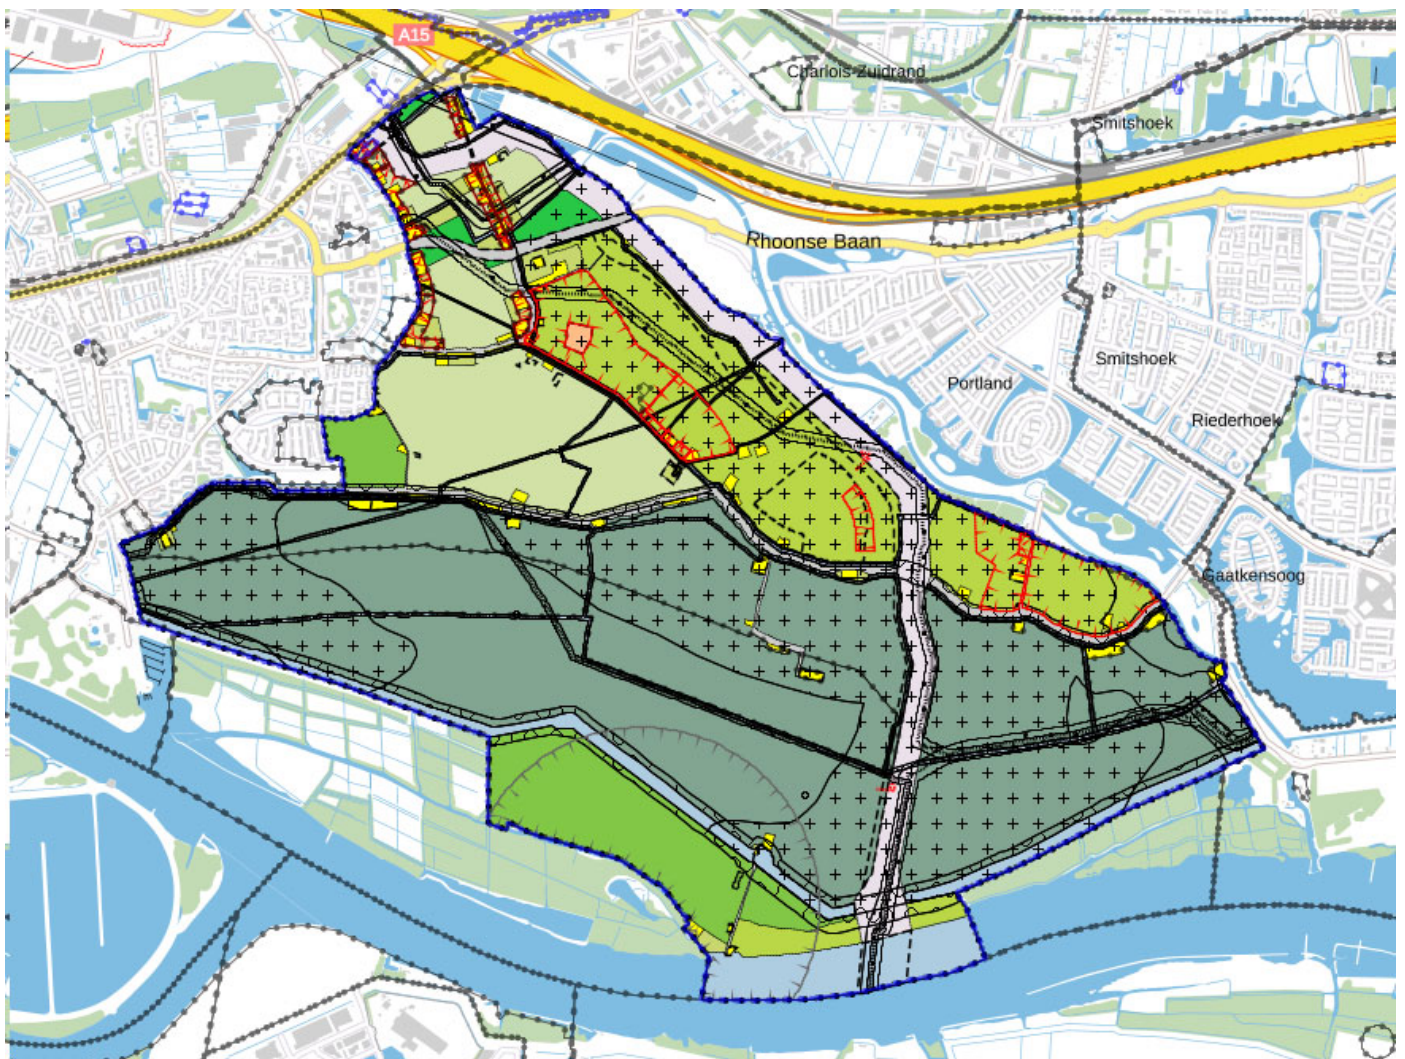 A15
Charlois-Zuidrand
Smitshoek
Rhoonse Baan
Smitshoek
Portland
Riederhoek
Gaatkensoog